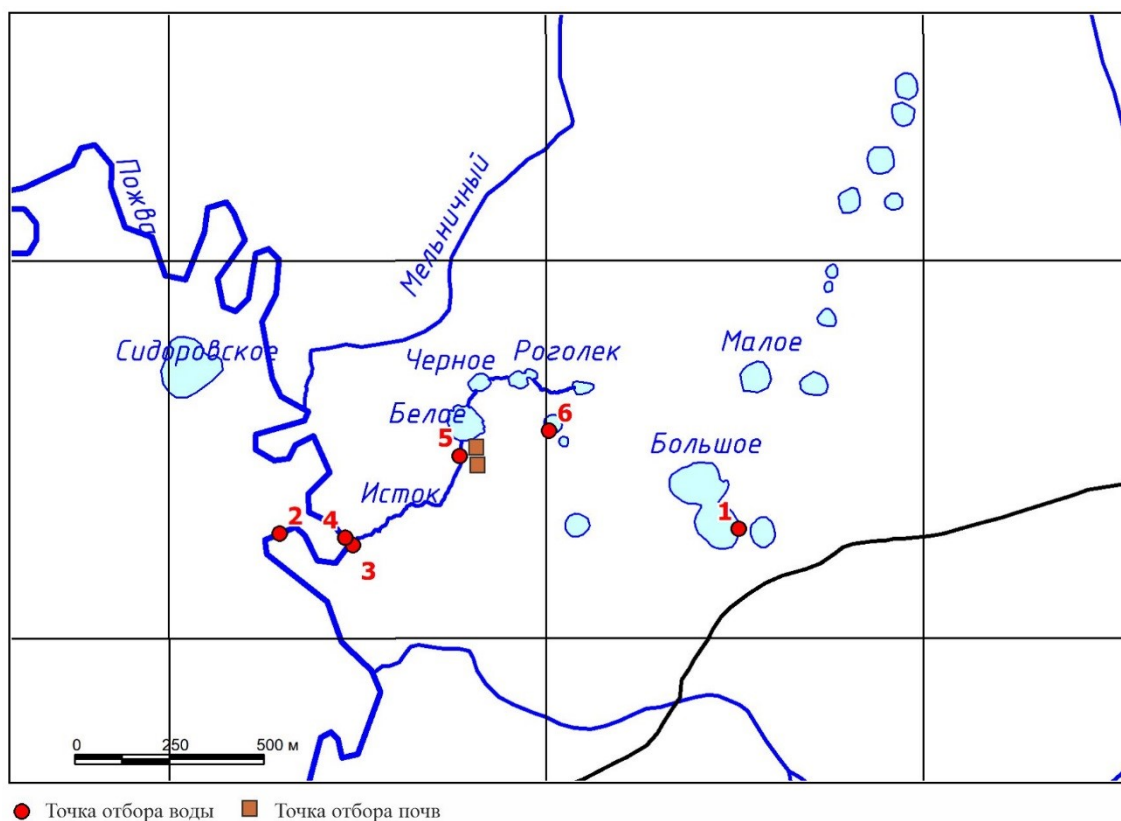 Пожва
Мельничный
Сидоровское
Черное
Роголек
Малое
Белое
6
5
Большое
Исток
1
2
4
3
0
250
500 м
Точка отбора воды
Точка отбора почв